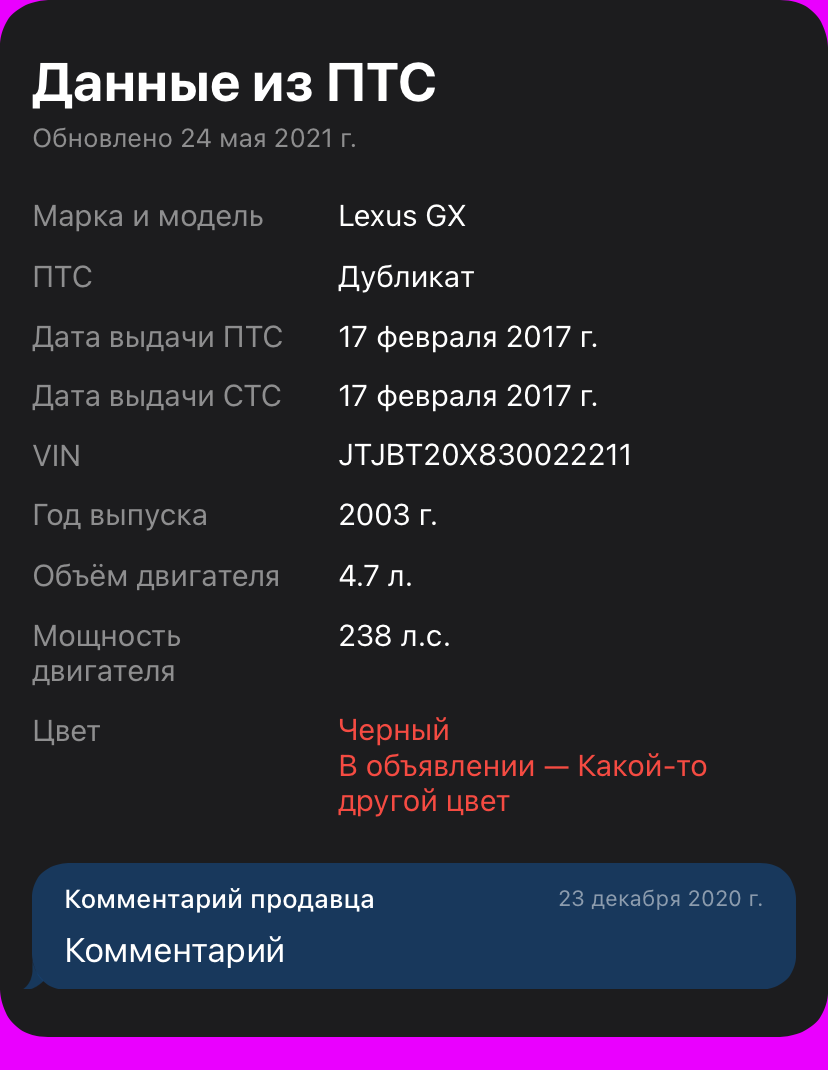 Данные из ПТС
Обновлено 24 мая 2021 г.
Марка и модель Lexus GX
ПТС Дубликат
Дата выдачи ПТС 17 февраля 2017 г.
Дата выдачи СТС 17 февраля 2017 г.
VIN JTJBT20X830022211
Год выпуска 2003 г.
Объём двигателя 4.7 л.
Мощность 238 л.с.
двигателя
Цвет Черный
В объявлении — Какой-то
другой цвет
Комментарий продавца 23 декабря 2020 г.
Комментарий